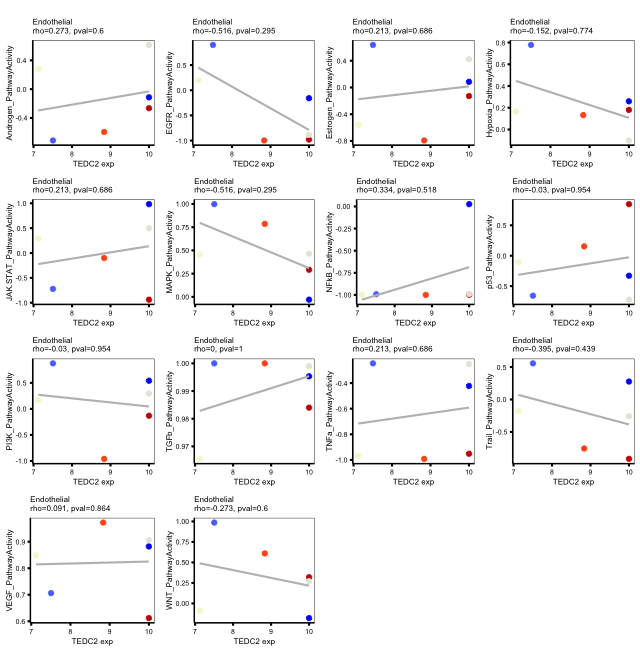 Endothelial
rho=0.273, pval=0.6
Androgen_PathwayActivity
0.4
0.0
-0.4
7 8 9 10
TEDC2 exp
Endothelial
rho=-0.516, pval=0.295
EGFR_PathwayActivity
0.5
0.0
-0.5
-1.0
7 8 9 10
TEDC2 exp
Endothelial
rho=0.213, pval=0.686
Estrogen_PathwayActivity
0.4
0.0
-0.4
-0.8
7 8 9 10
TEDC2 exp
Endothelial
rho=-0.152, pval=0.774
Hypoxia_PathwayActivity
0.8
0.6
0.4
0.2
0.0
7 8 9 10
TEDC2 exp
Endothelial
rho=0.213, pval=0.686
JAK.STAT_PathwayActivity
1.0
0.5
0.0
-0.5
-1.0
7 8 9 10
TEDC2 exp
Endothelial
rho=-0.516, pval=0.295
MAPK_PathwayActivity
1.00
0.75
0.50
0.25
0.00
7 8 9 10
TEDC2 exp
Endothelial
rho=0.334, pval=0.518
NFkB_PathwayActivity
0.00
-0.25
-0.50
-0.75
-1.00
7 8 9 10
TEDC2 exp
Endothelial
rho=-0.03, pval=0.954
p53_PathwayActivity
0.5
0.0
-0.5
7 8 9 10
TEDC2 exp
Endothelial
rho=-0.03, pval=0.954
PI3K_PathwayActivity
0.5
0.0
-0.5
-1.0
7 8 9 10
TEDC2 exp
Endothelial
rho=0, pval=1
TGFb_PathwayActivity
1.00
0.99
0.98
0.97
7 8 9 10
TEDC2 exp
Endothelial
rho=0.213, pval=0.686
TNFa_PathwayActivity
-0.4
-0.6
-0.8
-1.0
7 8 9 10
TEDC2 exp
Endothelial
rho=-0.395, pval=0.439
Trail_PathwayActivity
0.5
0.0
-0.5
7 8 9 10
TEDC2 exp
Endothelial
rho=0.091, pval=0.864
VEGF_PathwayActivity
0.9
0.8
0.7
0.6
7 8 9 10
TEDC2 exp
Endothelial
rho=-0.273, pval=0.6
WNT_PathwayActivity
1.00
0.75
0.50
0.25
0.00
7 8 9 10
TEDC2 exp